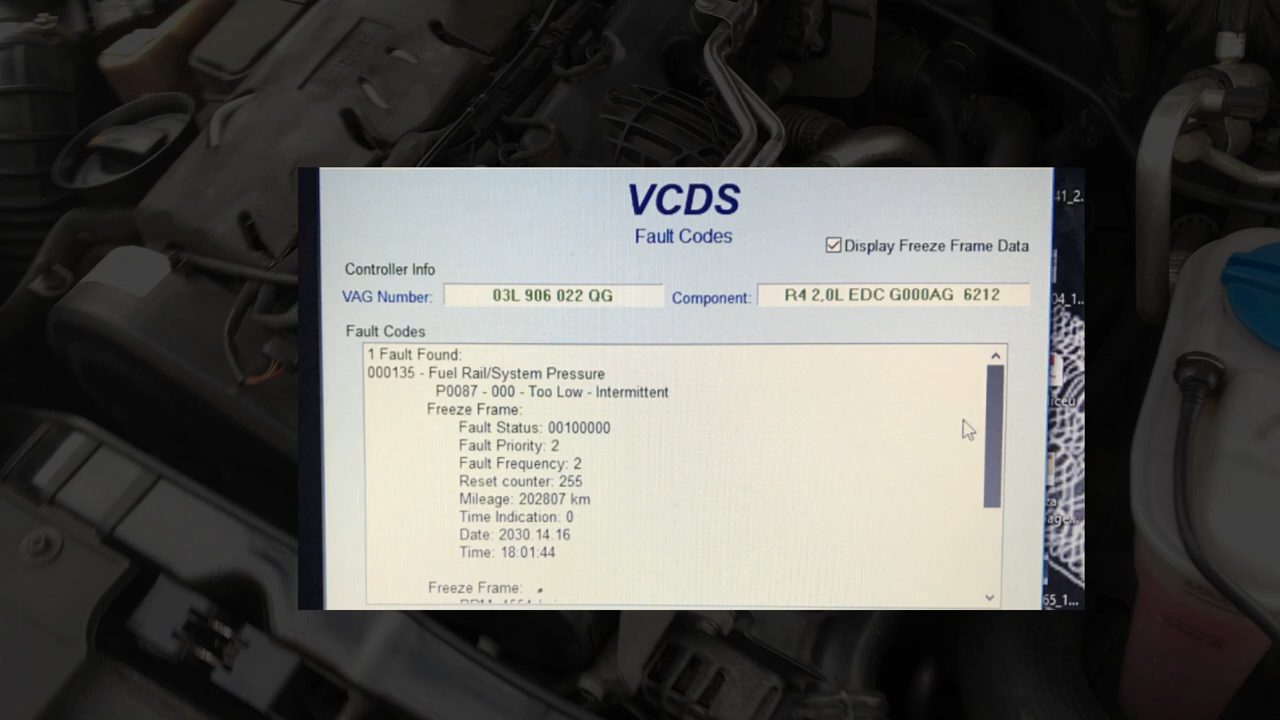 VCDS
Fault Codes
Display Freeze Frame Data
Controller Info
VAG Number: 03L 906 022 QG Component: R4 2,0L EDC G000AG 6212
Fault Codes
1 Fault Found:
000135 - Fuel Rail/System Pressure
P0087 - 000 - Too Low - Intermittent
Freeze Frame:
Fault Status: 00100000
Fault Priority: 2
Fault Frequency: 2
Reset counter: 255
Mileage: 202807 km
Time Indication: 0
Date: 2030.14.16
Time: 18:01:44
Freeze Frame:
41_2.
04_1..
55_1...